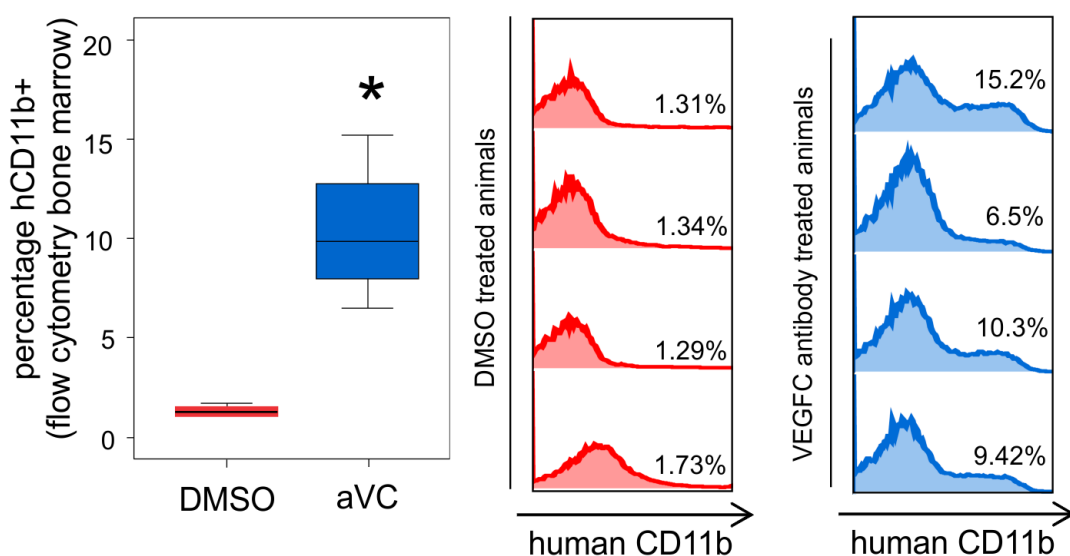 percentage hCD11b+
(flow cytometry bone marrow)
20
15
10
5
0
*
DMSO
aVC
DMSO treated animals
1.31%
1.34%
1.29%
1.73%
human CD11b
VEGFC antibody treated animals
15.2%
6.5%
10.3%
9.42%
human CD11b